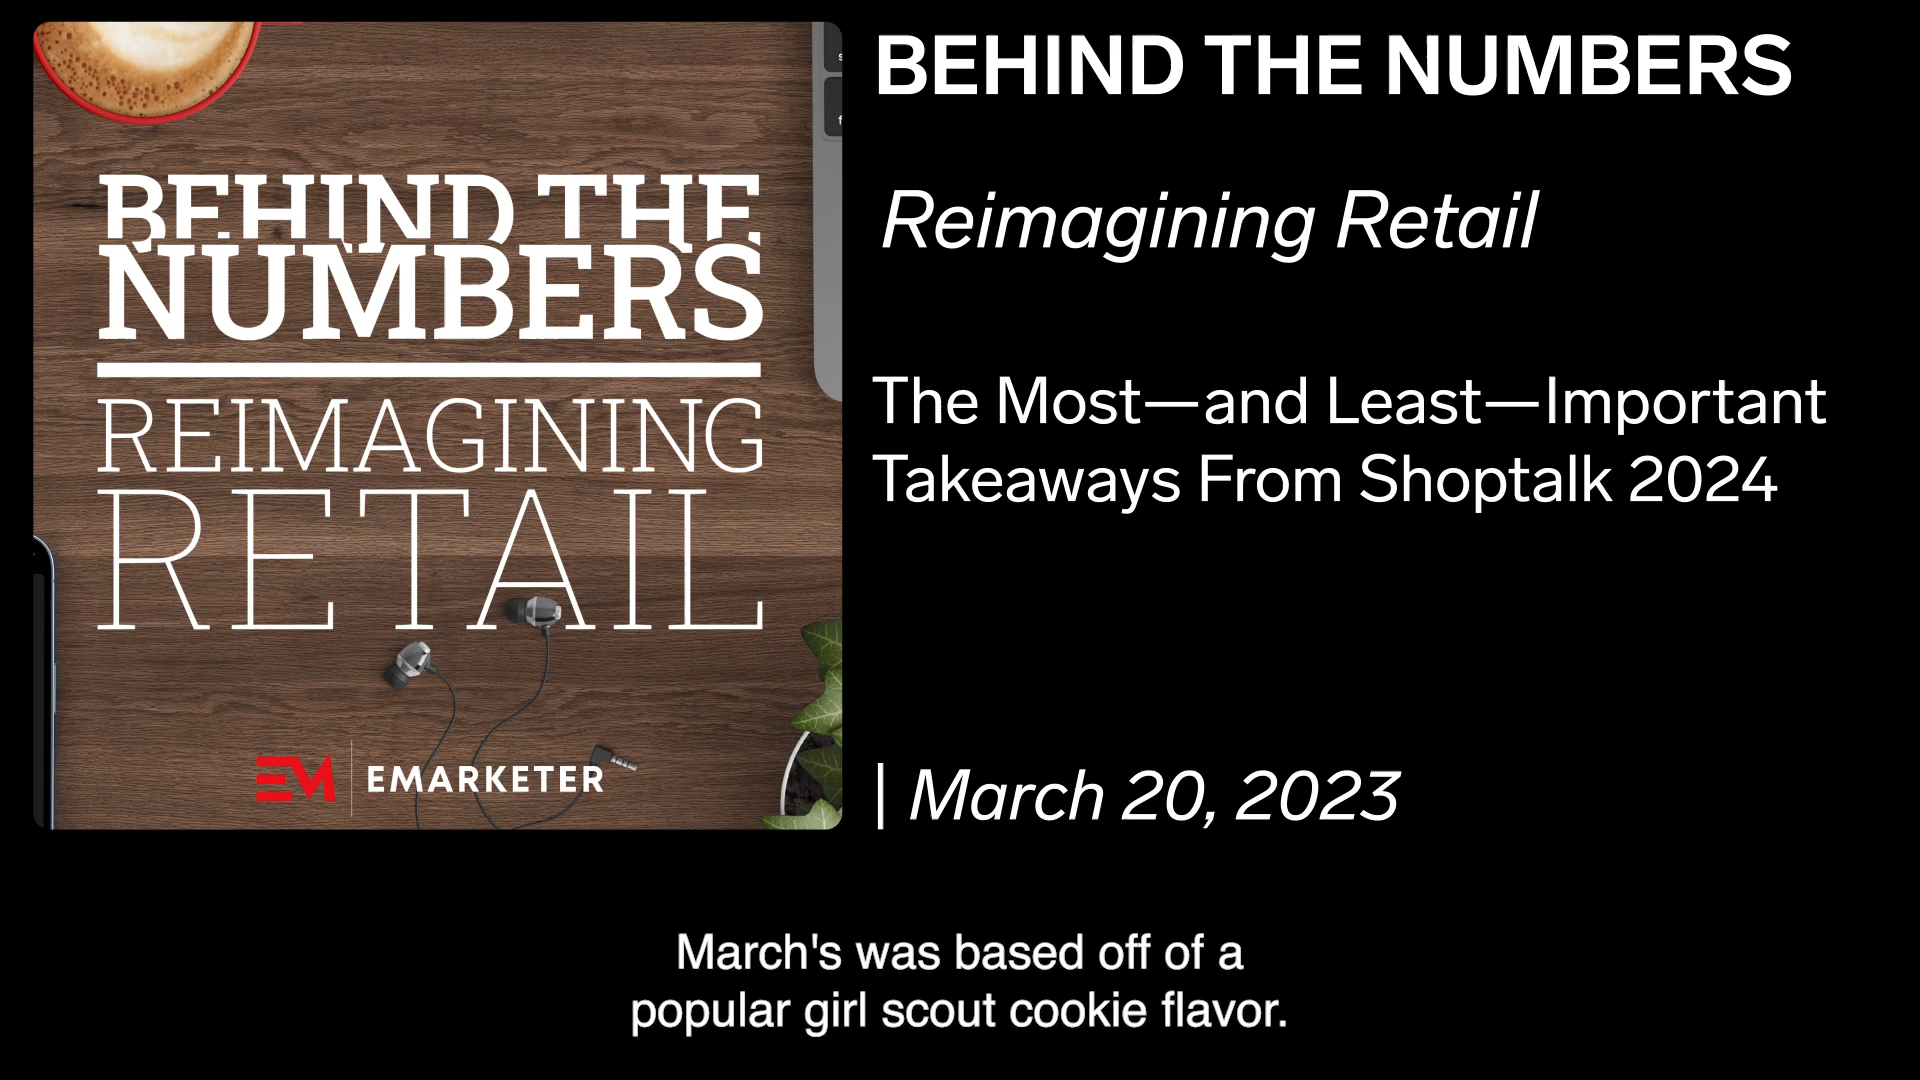 BEHIND THE
NUMBERS
REIMAGINING
RETAIL
EM | EMARKETER
BEHIND THE NUMBERS
Reimagining Retail
The Most—and Least—Important
Takeaways From Shoptalk 2024
| March 20, 2023
March's was based off of a
popular girl scout cookie flavor.